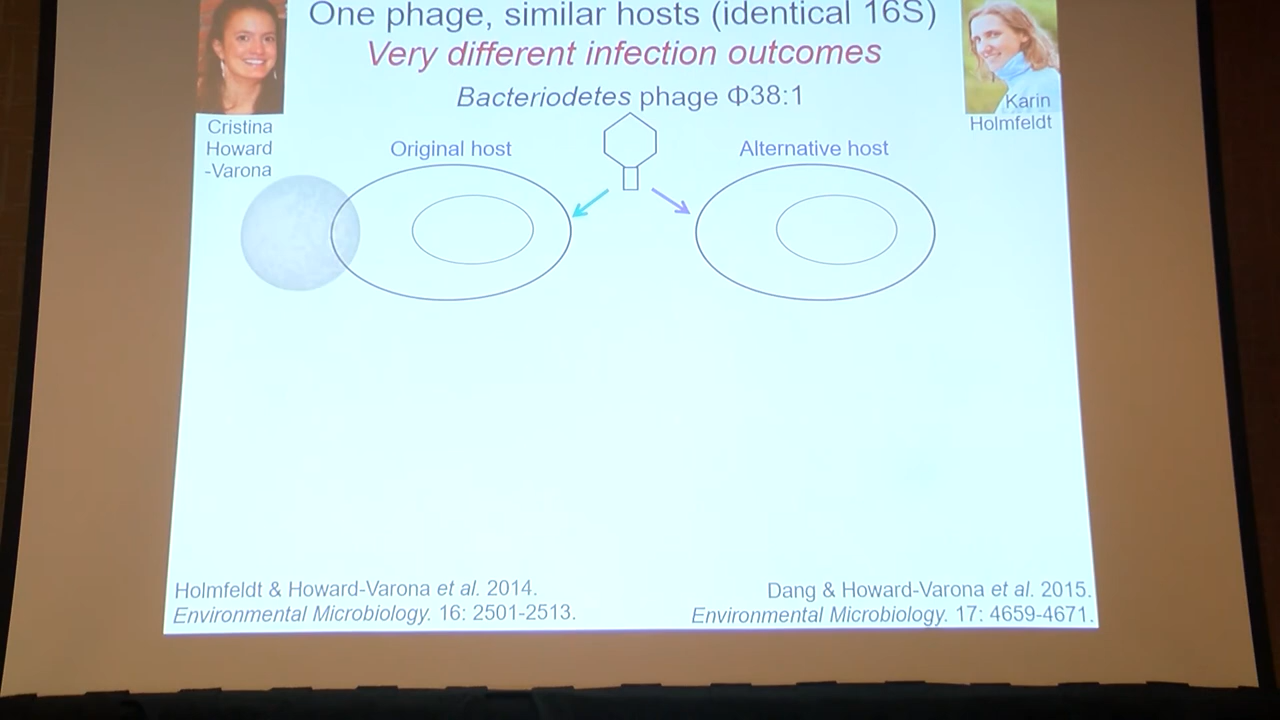 One phage, similar hosts (identical 16S)
Very different infection outcomes
Bacteriodetes phage Φ38:1
Cristina
Howard
-Varona
Karin
Holmfeldt
Original host
Alternative host
Holmfeldt & Howard-Varona et al. 2014.
Environmental Microbiology. 16: 2501-2513.
Dang & Howard-Varona et al. 2015.
Environmental Microbiology. 17: 4659-4671.